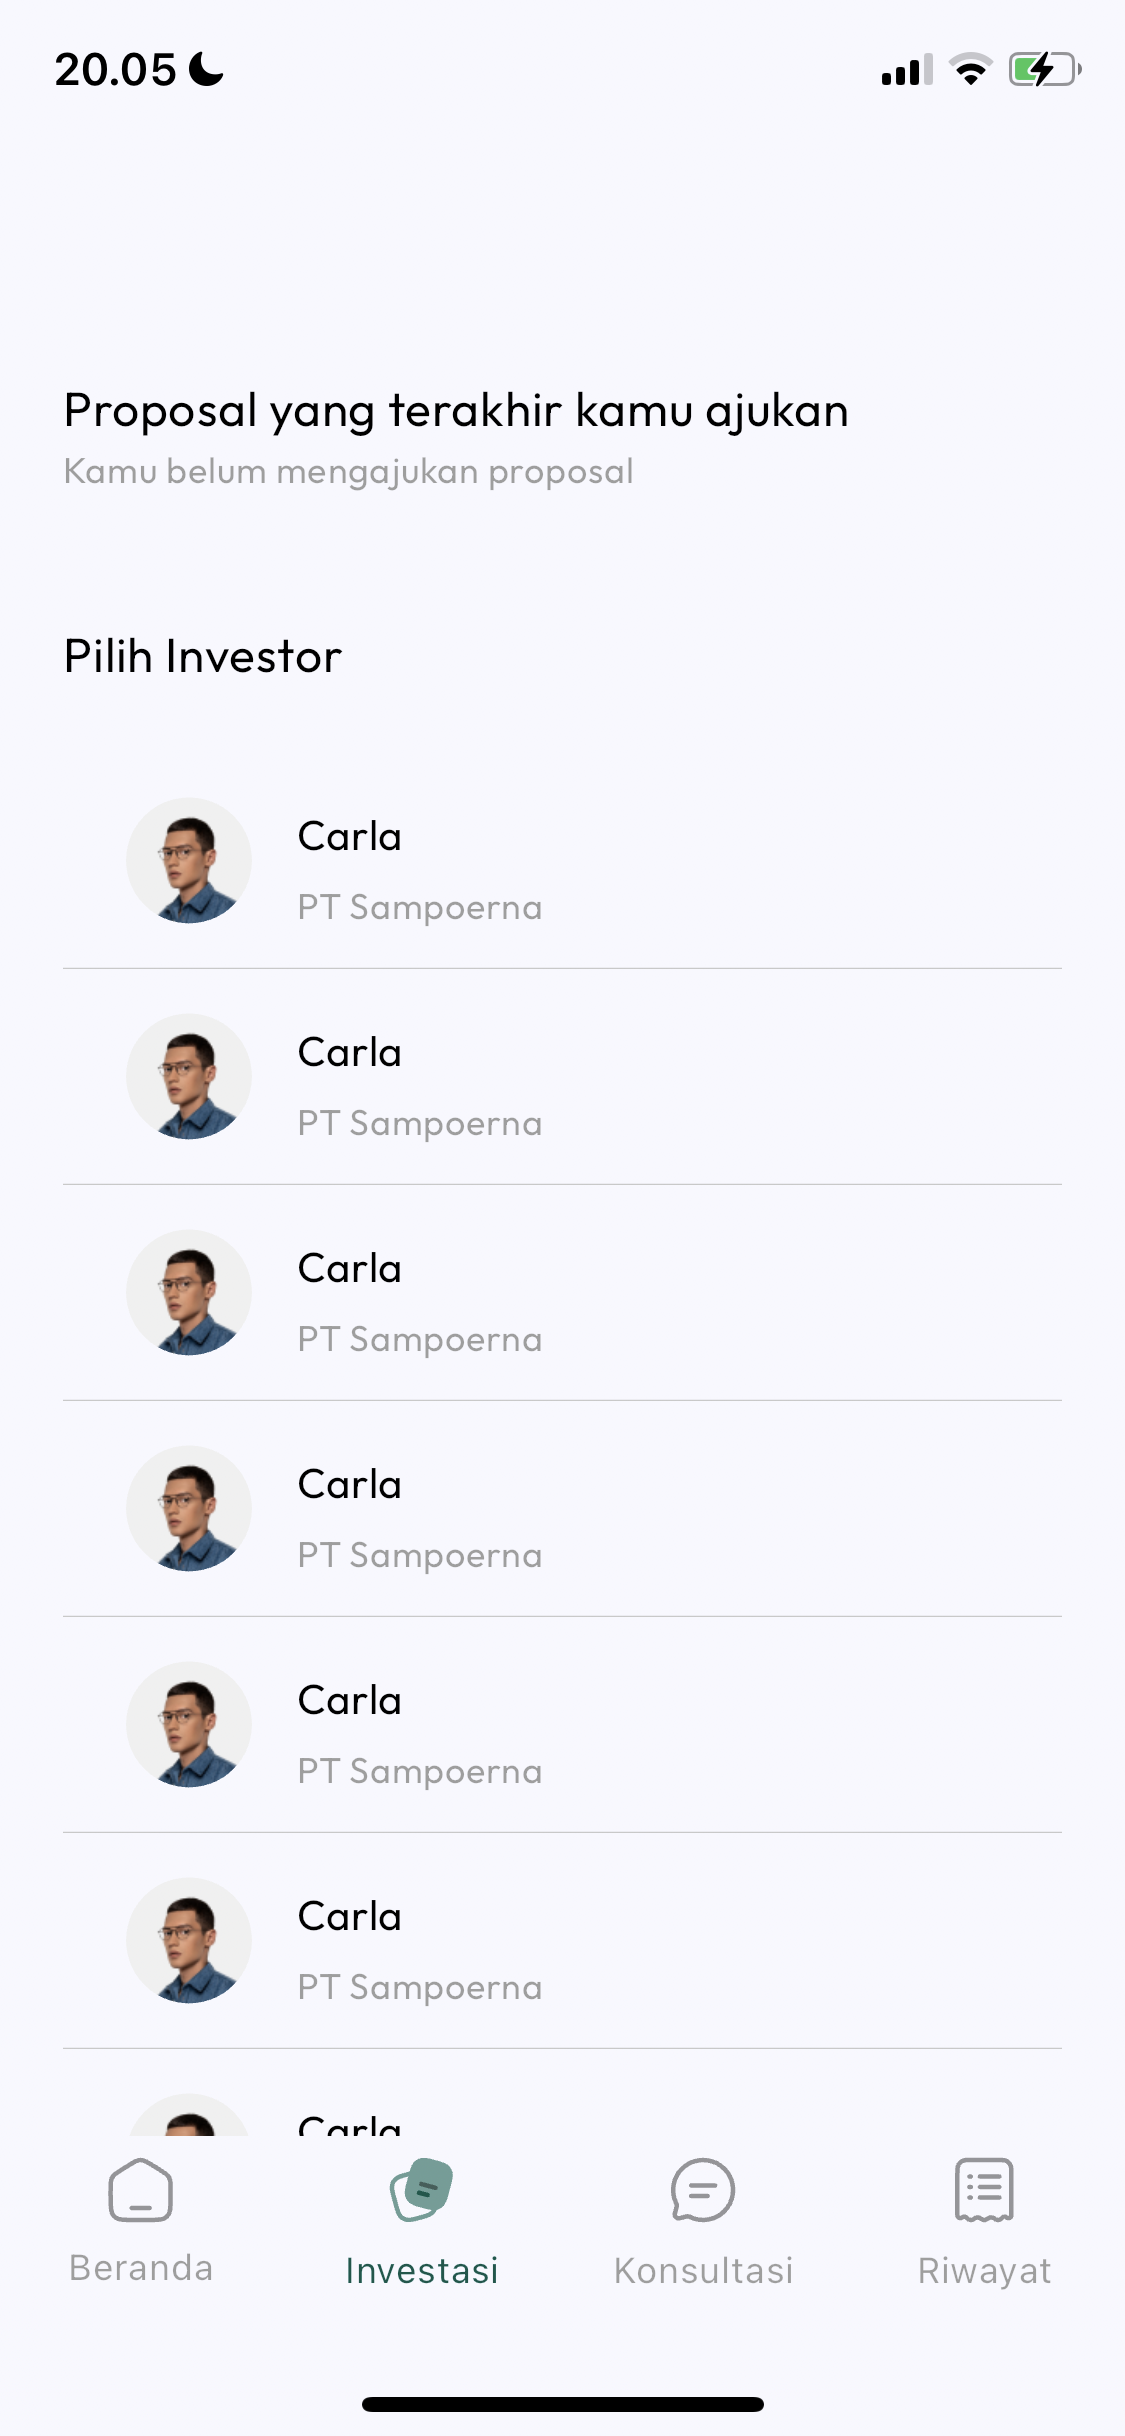 20.05
Proposal yang terakhir kamu ajukan
Kamu belum mengajukan proposal
Pilih Investor
Carla
PT Sampoerna
Carla
PT Sampoerna
Carla
PT Sampoerna
Carla
PT Sampoerna
Carla
PT Sampoerna
Carla
PT Sampoerna
Carla
Beranda
Investasi
Konsultasi
Riwayat